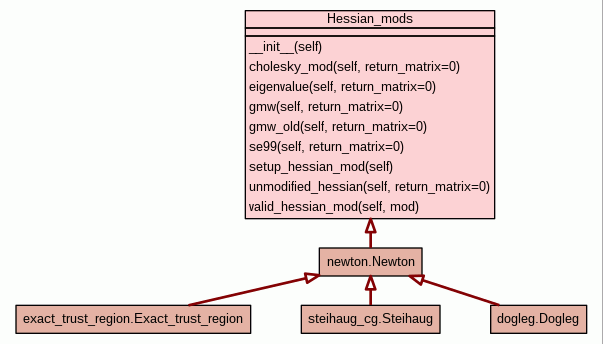 Hessian_mods
__init__(self)
cholesky_mod(self, return_matrix=0)
eigenvalue(self, return_matrix=0)
gmw(self, return_matrix=0)
gmw_old(self, return_matrix=0)
se99(self, return_matrix=0)
setup_hessian_mod(self)
unmodified_hessian(self, return_matrix=0)
valid_hessian_mod(self, mod)
newton.Newton
exact_trust_region.Exact_trust_region
steihaug_cg.Steihaug
dogleg.Dogleg